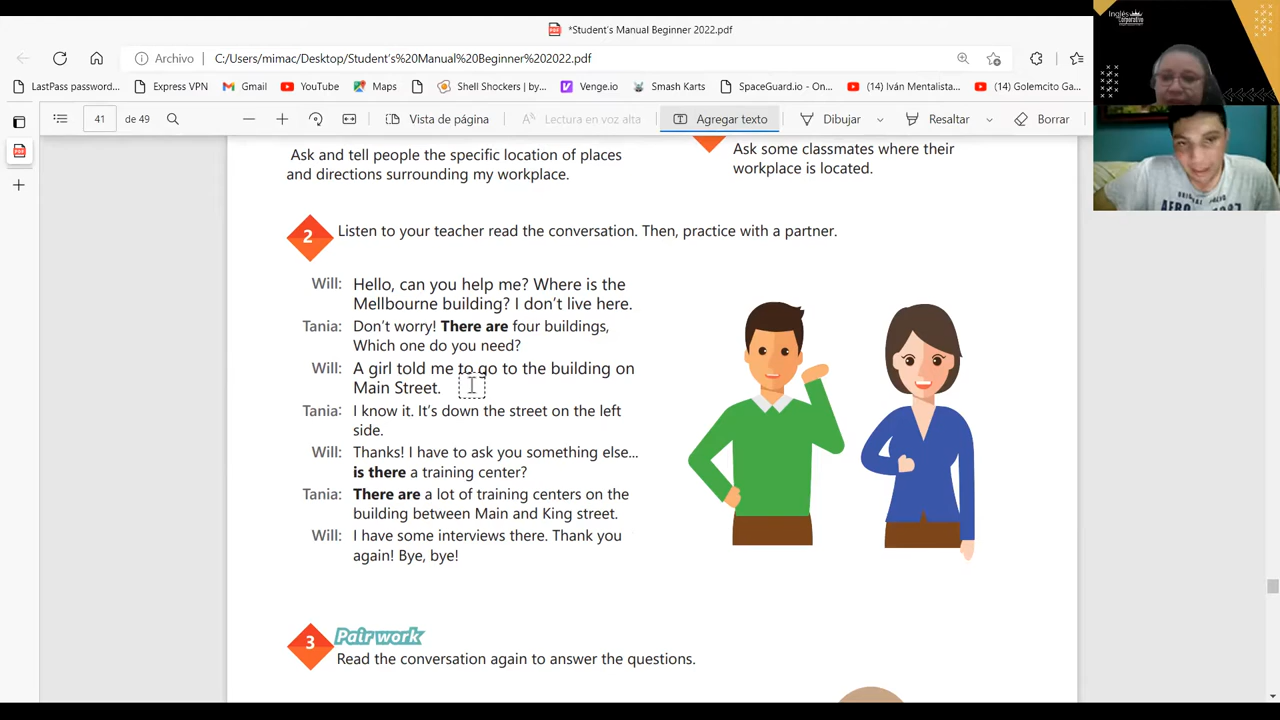 *Student's Manual Beginner 2022.pdf
Archivo
C:/Users/mimac/Desktop/Student's%20Manual%20Beginner%202022.pdf
LastPass password...
Express VPN
Gmail
YouTube
Maps
Shell Shockers | by...
Venge.io
Smash Karts
SpaceGuard.io - On...
(14) Iván Mentalista...
(14) Golemcito Ga...
41
de 49
Vista de página
Lectura en voz alta
Agregar texto
Dibujar
Resaltar
Borrar
Inglés
Corporativo
Ask and tell people the specific location of places
and directions surrounding my workplace.
Ask some classmates where their
workplace is located.
2
Listen to your teacher read the conversation. Then, practice with a partner.
Will: Hello, can you help me? Where is the
Mellbourne building? I don't live here.
Tania: Don't worry! There are four buildings,
Which one do you need?
Will: A girl told me to go to the building on
Main Street.
Tania: I know it. It's down the street on the left
side.
Will: Thanks! I have to ask you something else...
is there a training center?
Tania: There are a lot of training centers on the
building between Main and King street.
Will: I have some interviews there. Thank you
again! Bye, bye!
3
Pair work
Read the conversation again to answer the questions.